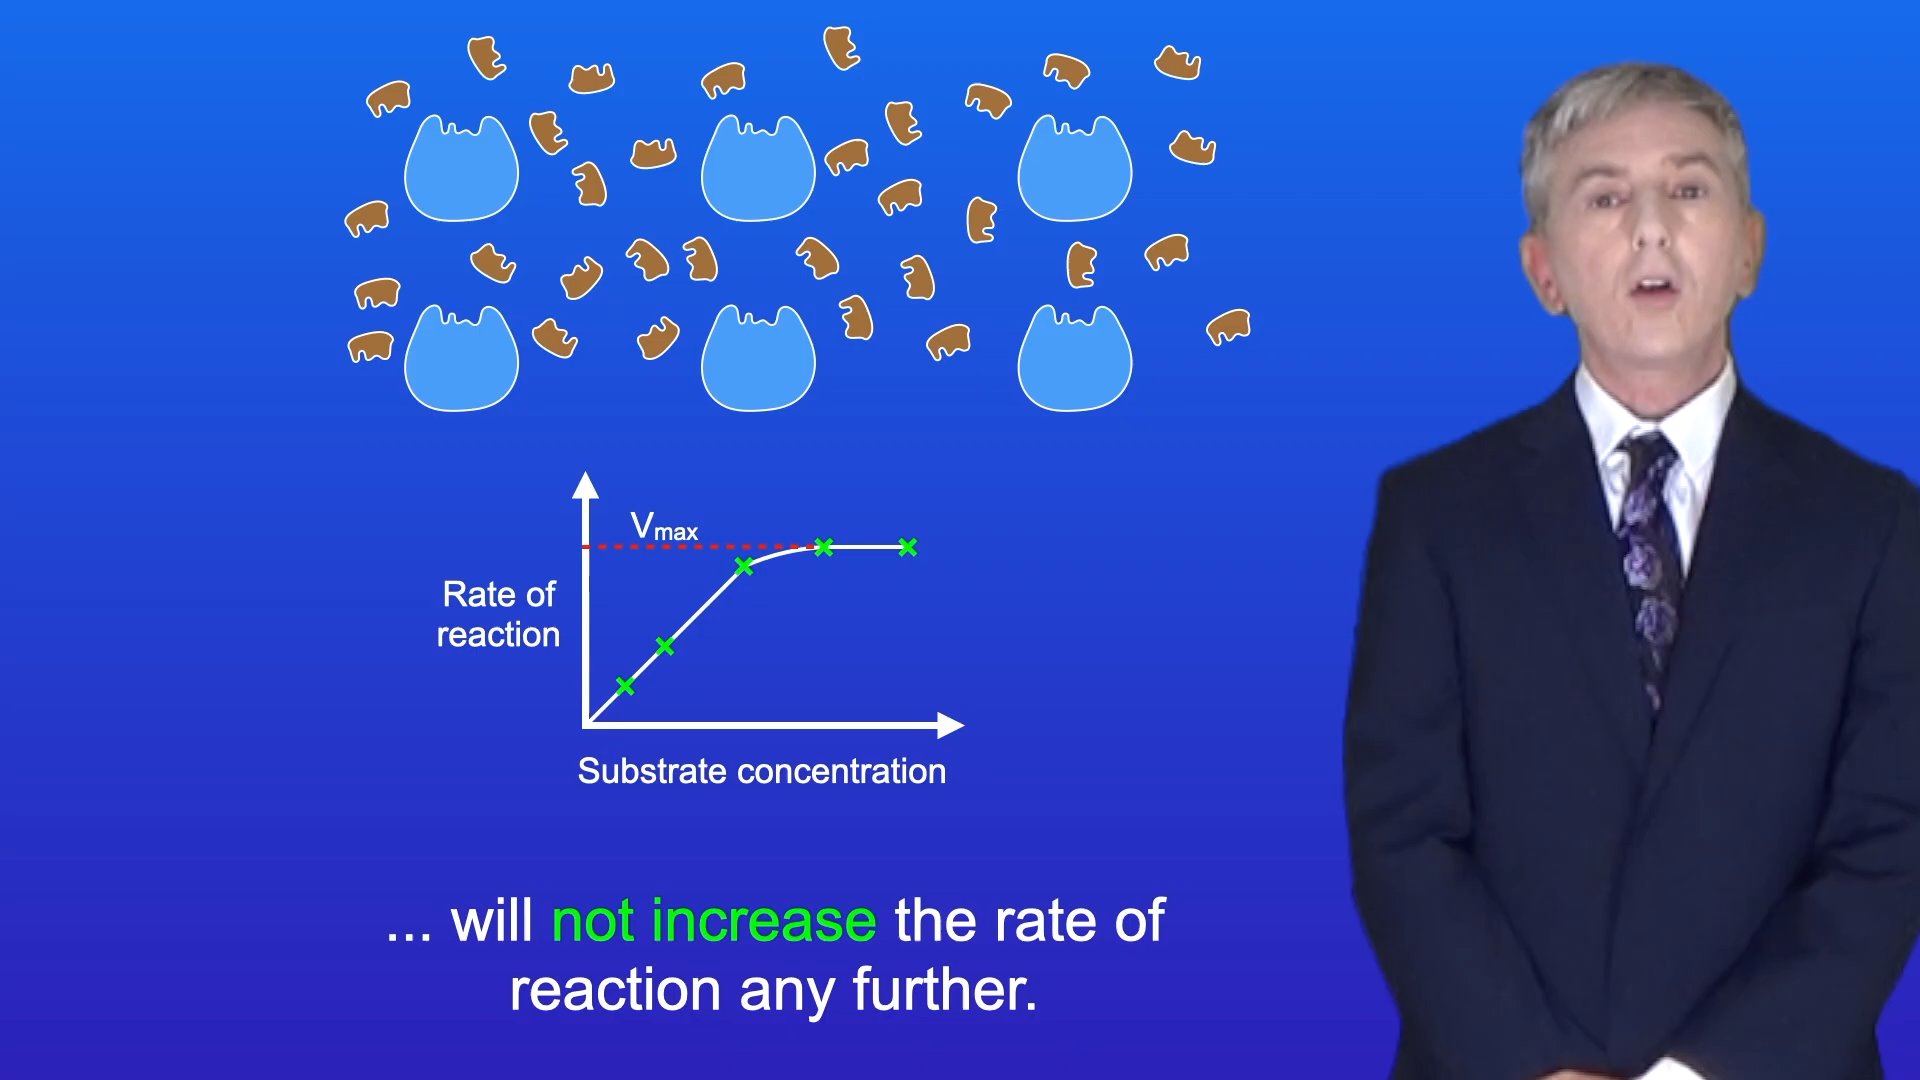 Vmax
Rate of
reaction
Substrate concentration
... will not increase the rate of
reaction any further.